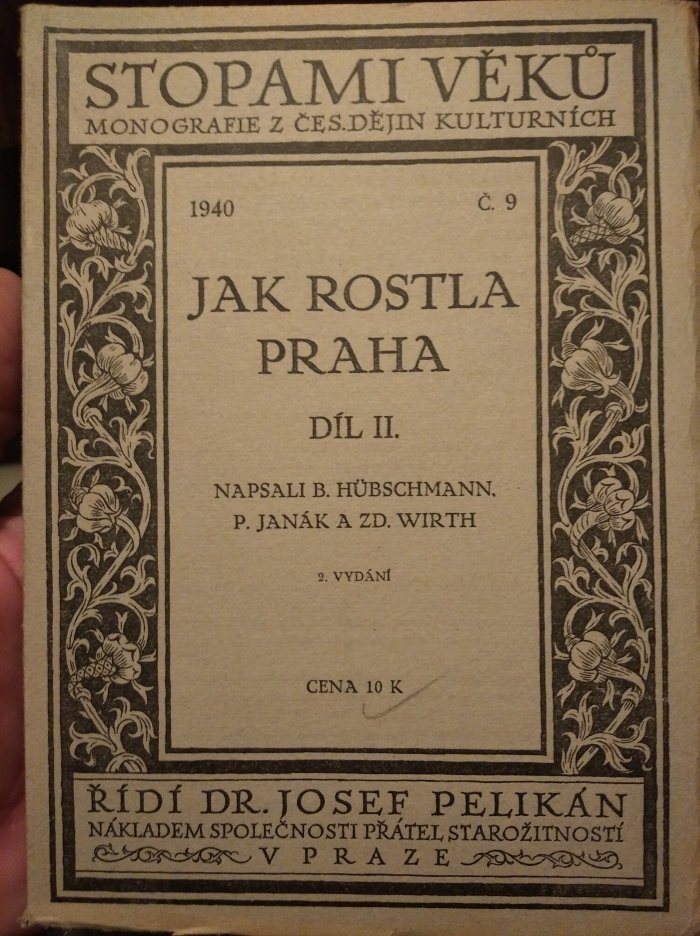 STOPAMI VĚKŮ
MONOGRAFIE Z ČES. DĚJIN KULTURNÍCH
1940 Č. 9
JAK ROSTLA
PRAHA
DÍL II.
NAPSALI B. HÜBSCHMANN,
P. JANÁK A ZD. WIRTH
2. VYDÁNÍ
CENA 10 K
ŘÍDÍ DR. JOSEF PELIKÁN
NÁKLADEM SPOLEČNOSTI PŘÁTEL STAROŽITNOSTÍ
V PRAZE